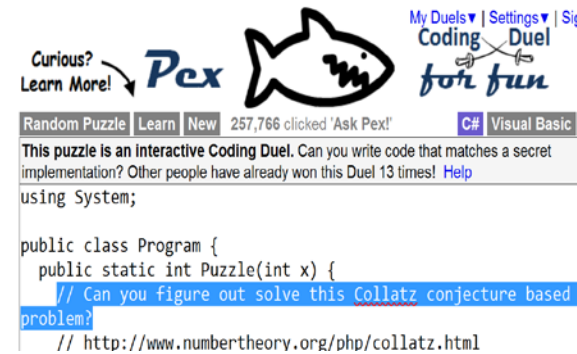 My Duels▼ | Settings▼ | Sig
Curious?
Learn More!
Pex
Coding Duel
for fun
Random Puzzle Learn New 257,766 clicked 'Ask Pex!' C# Visual Basic
This puzzle is an interactive Coding Duel. Can you write code that matches a secret
implementation? Other people have already won this Duel 13 times! Help
using System;
public class Program {
public static int Puzzle(int x) {
// Can you figure out solve this Collatz conjecture based
problem?
// http://www.numbertheory.org/php/collatz.html